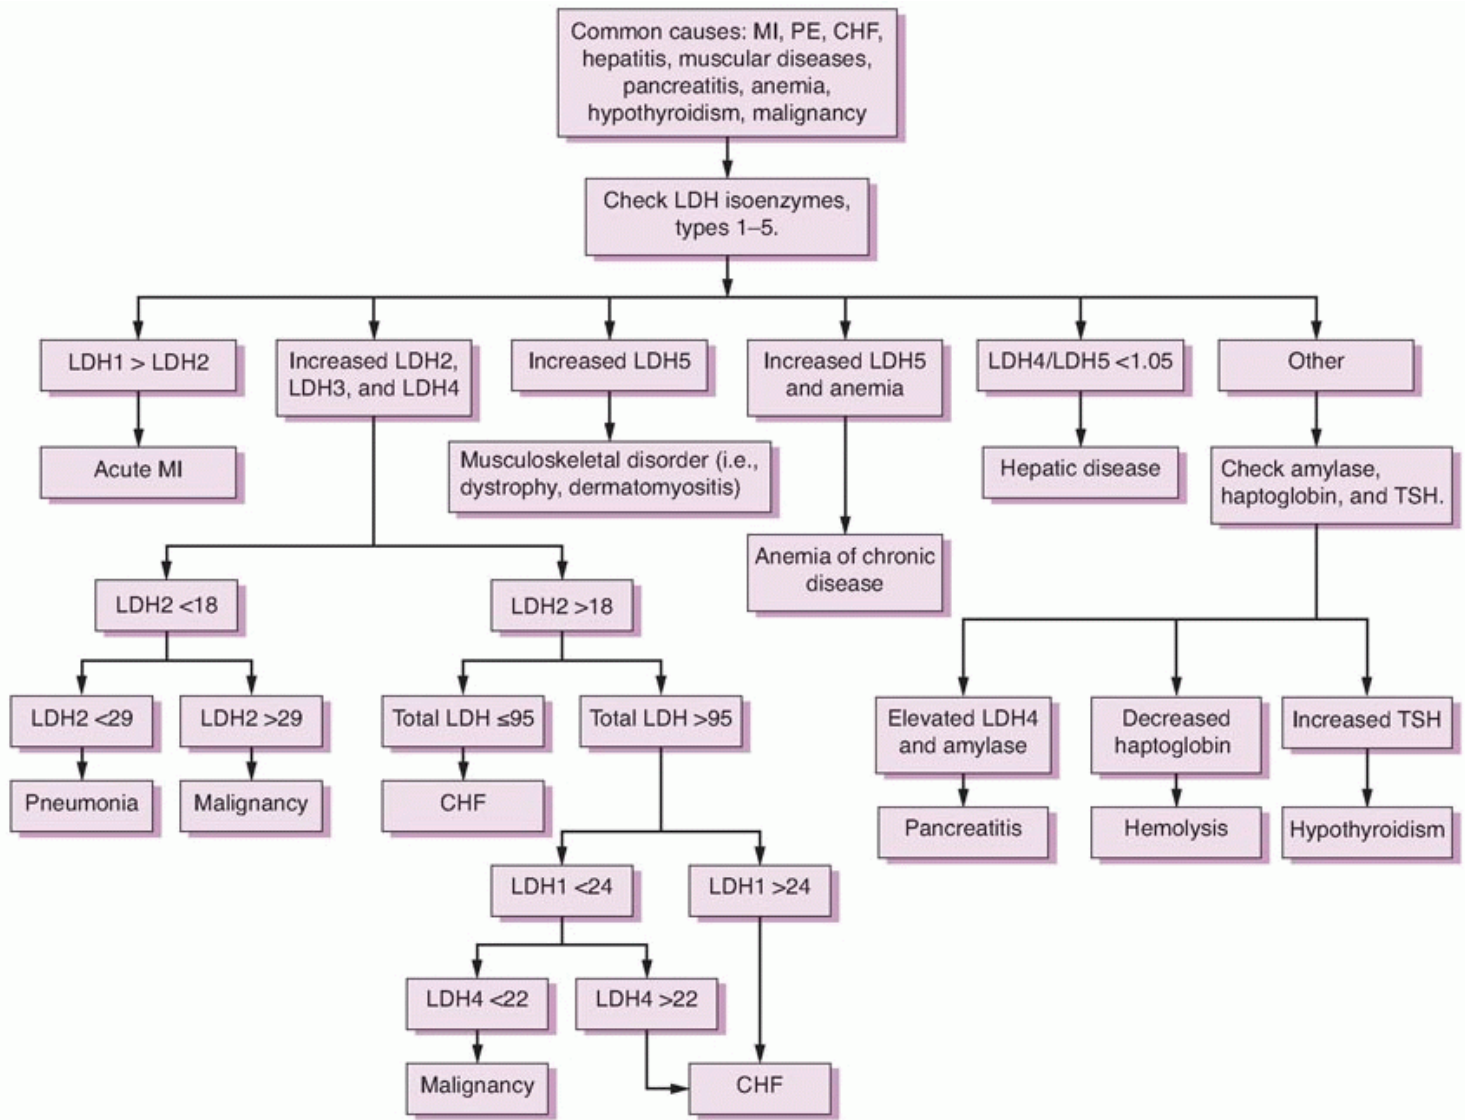 Common causes: MI, PE, CHF,
hepatitis, muscular diseases,
pancreatitis, anemia,
hypothyroidism, malignancy
Check LDH isoenzymes,
types 1–5.
LDH1 > LDH2
Increased LDH2,
LDH3, and LDH4
Increased LDH5
Increased LDH5
and anemia
LDH4/LDH5 <1.05
Other
Acute MI
Musculoskeletal disorder (i.e.,
dystrophy, dermatomyositis)
Hepatic disease
Check amylase,
haptoglobin, and TSH.
Anemia of chronic
disease
LDH2 <18
LDH2 >18
LDH2 <29
LDH2 >29
Total LDH ≤95
Total LDH >95
Elevated LDH4
and amylase
Decreased
haptoglobin
Increased TSH
Pneumonia
Malignancy
CHF
Pancreatitis
Hemolysis
Hypothyroidism
LDH1 <24
LDH1 >24
LDH4 <22
LDH4 >22
Malignancy
CHF